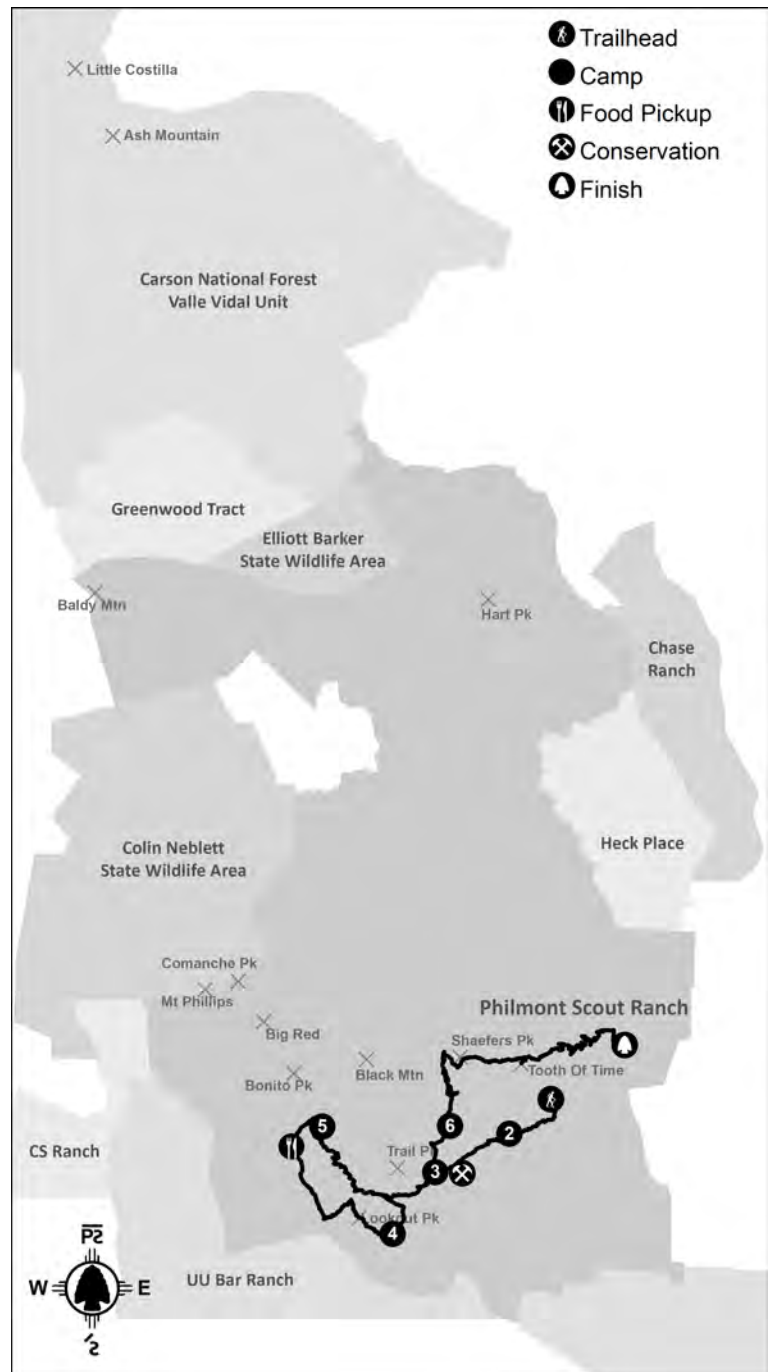 Trailhead
Camp
Food Pickup
Conservation
Finish
Little Costilla
Ash Mountain
Carson National Forest
Valle Vidal Unit
Greenwood Tract
Elliott Barker
State Wildlife Area
Baldy Mtn
Hart Pk
Chase
Ranch
Heck Place
Colin Neblett
State Wildlife Area
Comanche Pk
Mt Phillips
Big Red
Philmont Scout Ranch
Shaefers Pk
Black Mtn
Tooth Of Time
Bonito Pk
2
5
6
CS Ranch
Trail P
3
ookout Pk
4
UU Bar Ranch
W
E